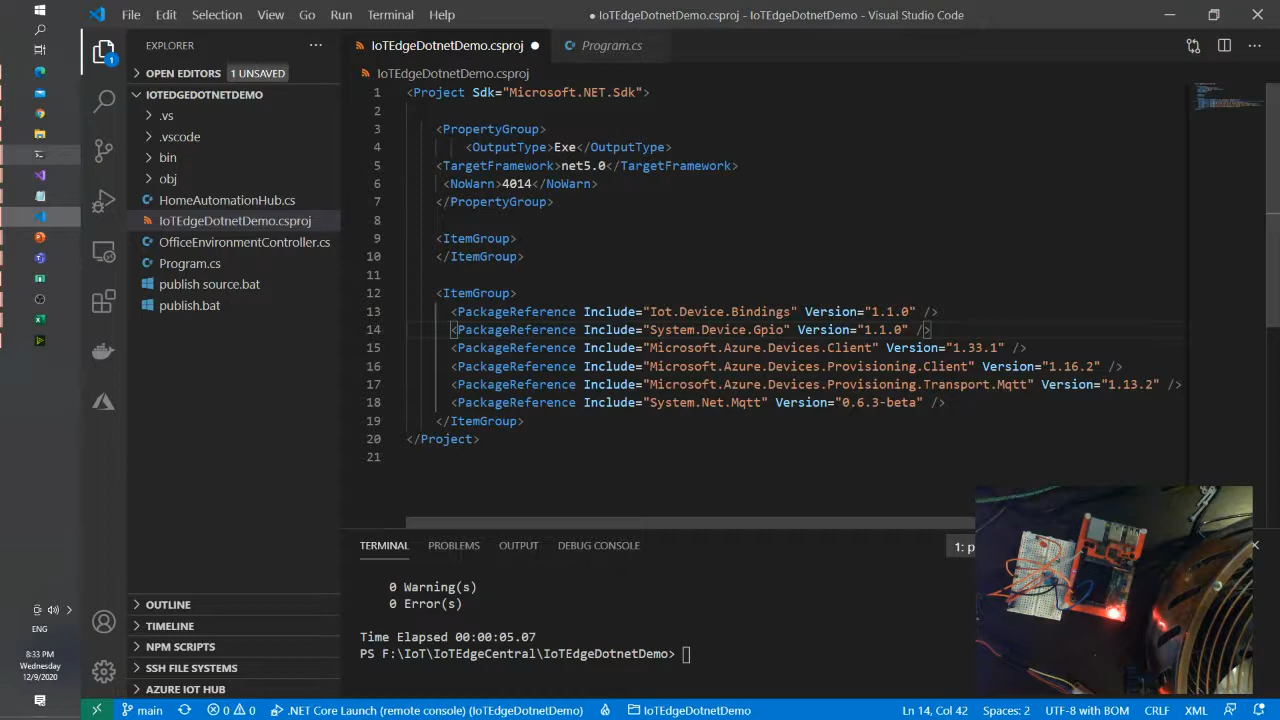 File Edit Selection View Go Run Terminal Help
● IoTEdgeDotnetDemo.csproj - IoTEdgeDotnetDemo - Visual Studio Code
EXPLORER
OPEN EDITORS 1 UNSAVED
IOTEDGEDOTNETDEMO
.vs
.vscode
bin
obj
HomeAutomationHub.cs
IoTEdgeDotnetDemo.csproj
OfficeEnvironmentController.cs
Program.cs
publish source.bat
publish.bat
OUTLINE
TIMELINE
NPM SCRIPTS
SSH FILE SYSTEMS
AZURE IOT HUB
1
IoTEdgeDotnetDemo.csproj ● Program.cs
IoTEdgeDotnetDemo.csproj
1 <Project Sdk="Microsoft.NET.Sdk">
2
3 <PropertyGroup>
4 <OutputType>Exe</OutputType>
5 <TargetFramework>net5.0</TargetFramework>
6 <NoWarn>4014</NoWarn>
7 </PropertyGroup>
8
9 <ItemGroup>
10 </ItemGroup>
11
12 <ItemGroup>
13 <PackageReference Include="Iot.Device.Bindings" Version="1.1.0" />
14 <PackageReference Include="System.Device.Gpio" Version="1.1.0" />
15 <PackageReference Include="Microsoft.Azure.Devices.Client" Version="1.33.1" />
16 <PackageReference Include="Microsoft.Azure.Devices.Provisioning.Client" Version="1.16.2" />
17 <PackageReference Include="Microsoft.Azure.Devices.Provisioning.Transport.Mqtt" Version="1.13.2" />
18 <PackageReference Include="System.Net.Mqtt" Version="0.6.3-beta" />
19 </ItemGroup>
20 </Project>
21
TERMINAL PROBLEMS OUTPUT DEBUG CONSOLE 1: p
0 Warning(s)
0 Error(s)
Time Elapsed 00:00:05.07
PS F:\IoT\IoTEdgeCentral\IoTEdgeDotnetDemo>
ENG
8:33 PM
Wednesday
12/9/2020
main 0 0 .NET Core Launch (remote console) (IoTEdgeDotnetDemo) IoTEdgeDotnetDemo Ln 14, Col 42 Spaces: 2 UTF-8 with BOM CRLF XML